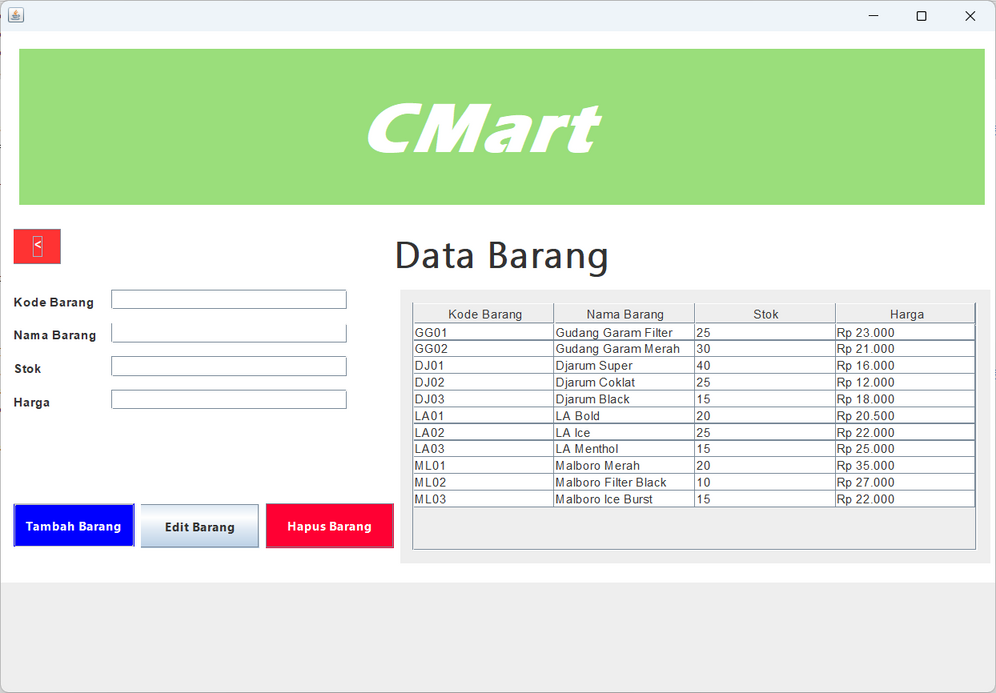 CMart
<
Data Barang
Kode Barang
Nama Barang
Stok
Harga
Tambah Barang Edit Barang Hapus Barang
Kode Barang Nama Barang Stok Harga
GG01 Gudang Garam Filter 25 Rp 23.000
GG02 Gudang Garam Merah 30 Rp 21.000
DJ01 Djarum Super 40 Rp 16.000
DJ02 Djarum Coklat 25 Rp 12.000
DJ03 Djarum Black 15 Rp 18.000
LA01 LA Bold 20 Rp 20.500
LA02 LA Ice 25 Rp 22.000
LA03 LA Menthol 15 Rp 25.000
ML01 Malboro Merah 20 Rp 35.000
ML02 Malboro Filter Black 10 Rp 27.000
ML03 Malboro Ice Burst 15 Rp 22.000